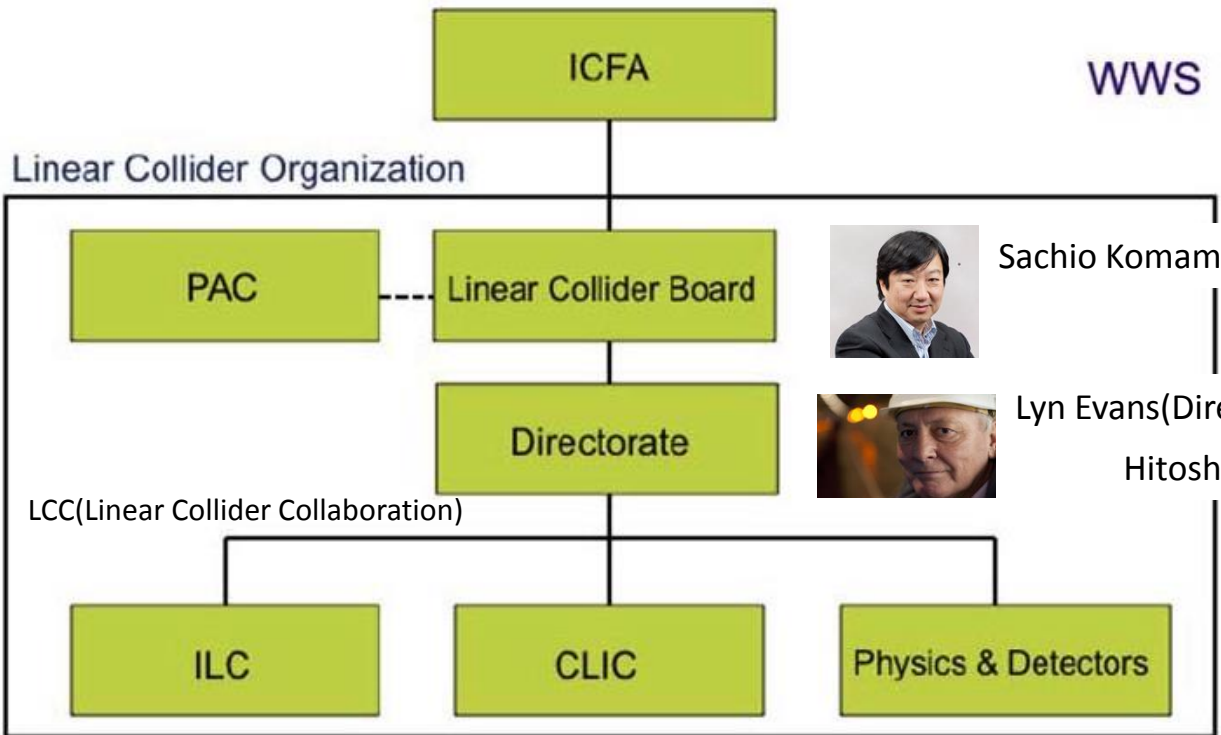 ICFA
WWS
Linear Collider Organization
PAC
Linear Collider Board
Sachio Komam
Directorate
Lyn Evans(Dire
Hitosh
LCC(Linear Collider Collaboration)
ILC
CLIC
Physics & Detectors